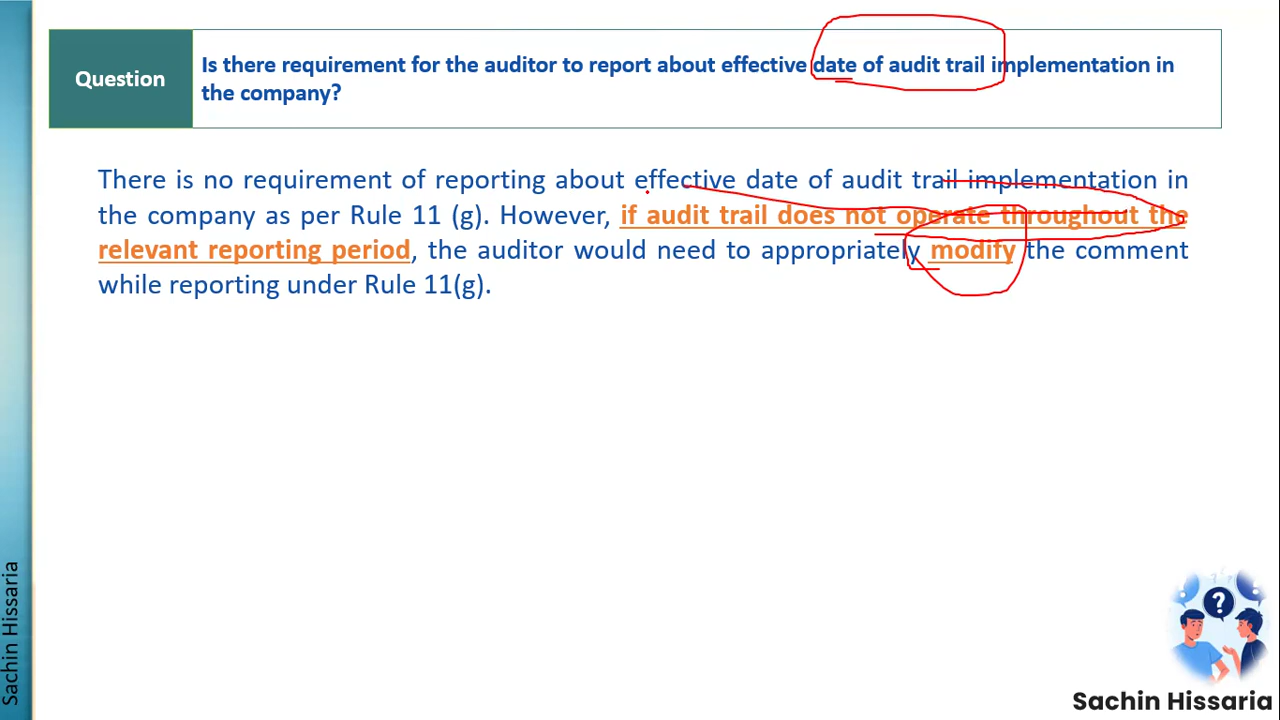 Question
Is there requirement for the auditor to report about effective date of audit trail implementation in
the company?
There is no requirement of reporting about effective date of audit trail implementation in
the company as per Rule 11 (g). However, if audit trail does not operate throughout the
relevant reporting period, the auditor would need to appropriately modify the comment
while reporting under Rule 11(g).
Sachin Hissaria
?
Sachin Hissaria